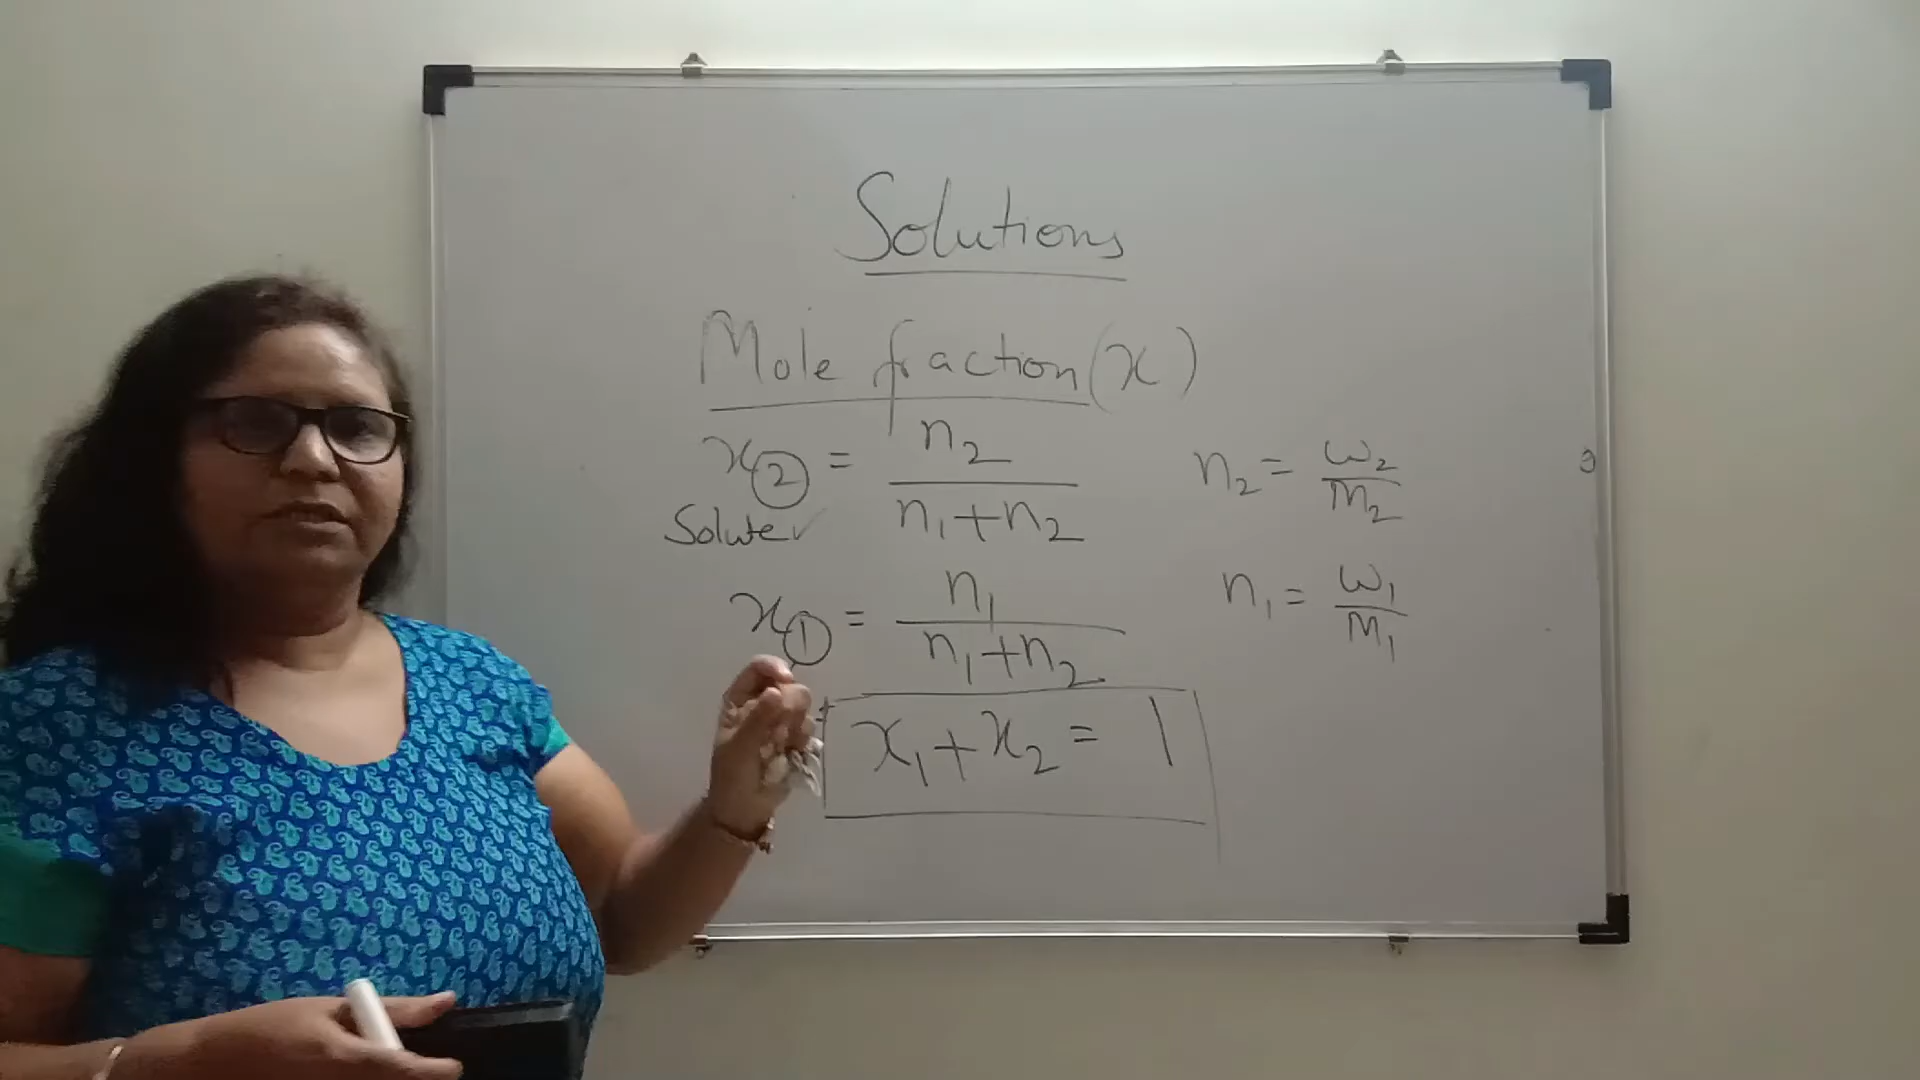 Solutions
Mole fraction (x)
x② = n₂ / (n₁+n₂)
n₂ = w₂ / M₂
Solute ✓
x① = n₁ / (n₁+n₂)
n₁ = w₁ / M₁
x₁+x₂ = 1